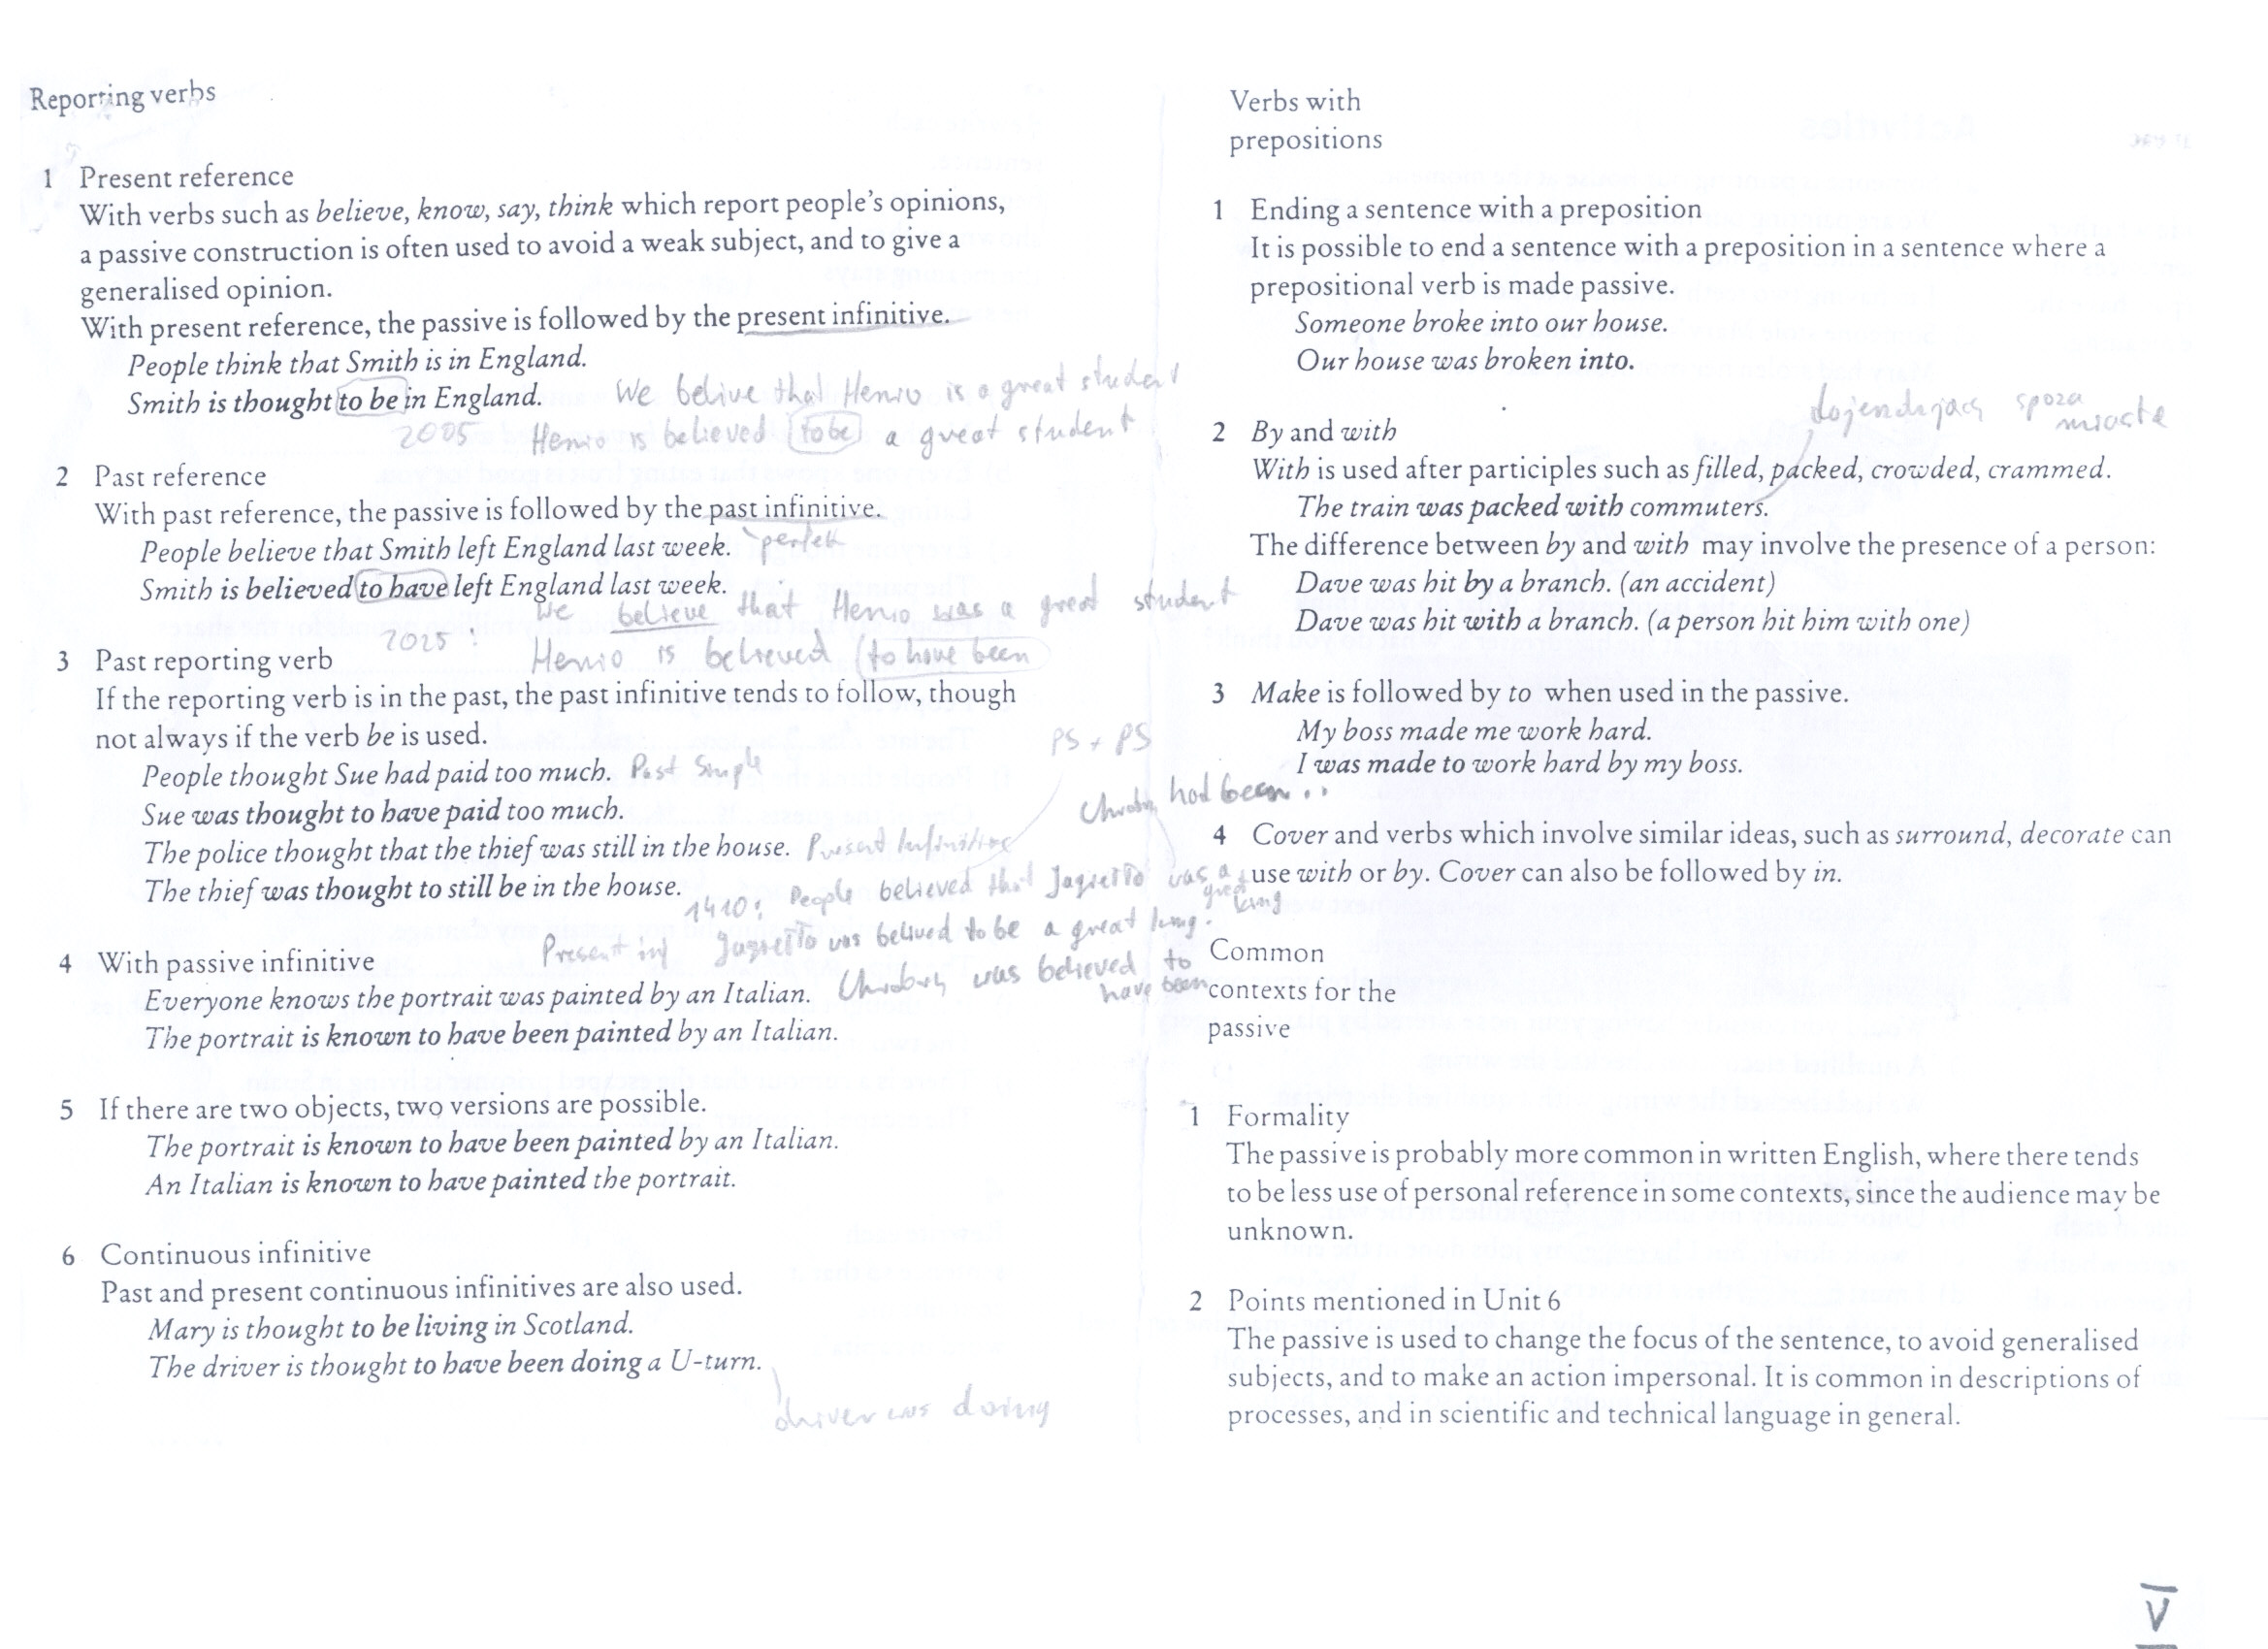 Reporting verbs
1 Present reference
With verbs such as believe, know, say, think which report people's opinions,
a passive construction is often used to avoid a weak subject, and to give a
generalised opinion.
With present reference, the passive is followed by the present infinitive.
People think that Smith is in England.
Smith is thought to be in England.
We belive that Henio is a great student
2005 Henio is believed to be a great student
2 Past reference
With past reference, the passive is followed by the past infinitive.
perfect
People believe that Smith left England last week.
Smith is believed to have left England last week.
We believe that Henio was a great student
2025: Henio is believed to have been
3 Past reporting verb
If the reporting verb is in the past, the past infinitive tends to follow, though
not always if the verb be is used.
People thought Sue had paid too much. Past Simple
Sue was thought to have paid too much.
The police thought that the thief was still in the house. Present Infinitive
The thief was thought to still be in the house.
PS + PS
had been..
1410: People believed that Jagiełło was a great king
Present inf Jagiełło was belived to be a great king.
Chrobry was believed to have been
4 With passive infinitive
Everyone knows the portrait was painted by an Italian.
The portrait is known to have been painted by an Italian.
5 If there are two objects, two versions are possible.
The portrait is known to have been painted by an Italian.
An Italian is known to have painted the portrait.
6 Continuous infinitive
Past and present continuous infinitives are also used.
Mary is thought to be living in Scotland.
The driver is thought to have been doing a U-turn.
driver was doing
Verbs with
prepositions
1 Ending a sentence with a preposition
It is possible to end a sentence with a preposition in a sentence where a
prepositional verb is made passive.
Someone broke into our house.
Our house was broken into.
spoza
miasta
2 By and with
With is used after participles such as filled, packed, crowded, crammed.
The train was packed with commuters.
The difference between by and with may involve the presence of a person:
Dave was hit by a branch. (an accident)
Dave was hit with a branch. (a person hit him with one)
3 Make is followed by to when used in the passive.
My boss made me work hard.
I was made to work hard by my boss.
4 Cover and verbs which involve similar ideas, such as surround, decorate can
use with or by. Cover can also be followed by in.
Common
contexts for the
passive
1 Formality
The passive is probably more common in written English, where there tends
to be less use of personal reference in some contexts, since the audience may be
unknown.
2 Points mentioned in Unit 6
The passive is used to change the focus of the sentence, to avoid generalised
subjects, and to make an action impersonal. It is common in descriptions of
processes, and in scientific and technical language in general.
V